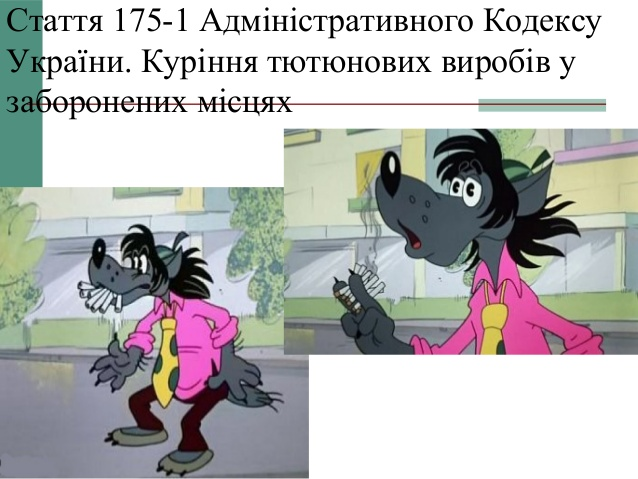 Стаття 175-1 Адміністративного Кодексу
України. Куріння тютюнових виробів у
заборонених місцях